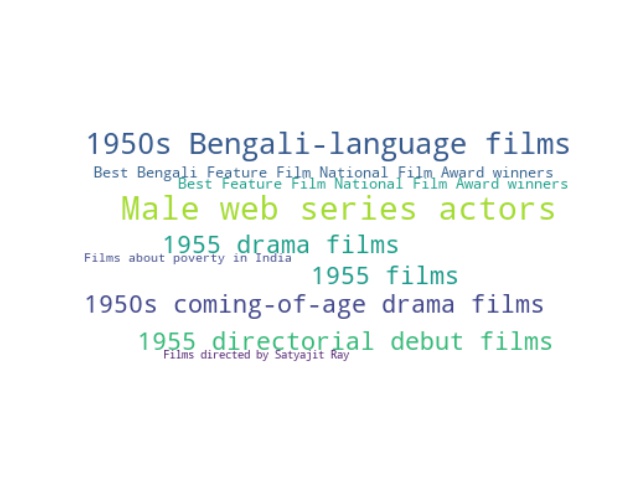 1950s Bengali-language films
Best Bengali Feature Film National Film Award winners
Best Feature Film National Film Award winners
Male web series actors
1955 drama films
Films about poverty in India
1955 films
1950s coming-of-age drama films
1955 directorial debut films
Films directed by Satyajit Ray